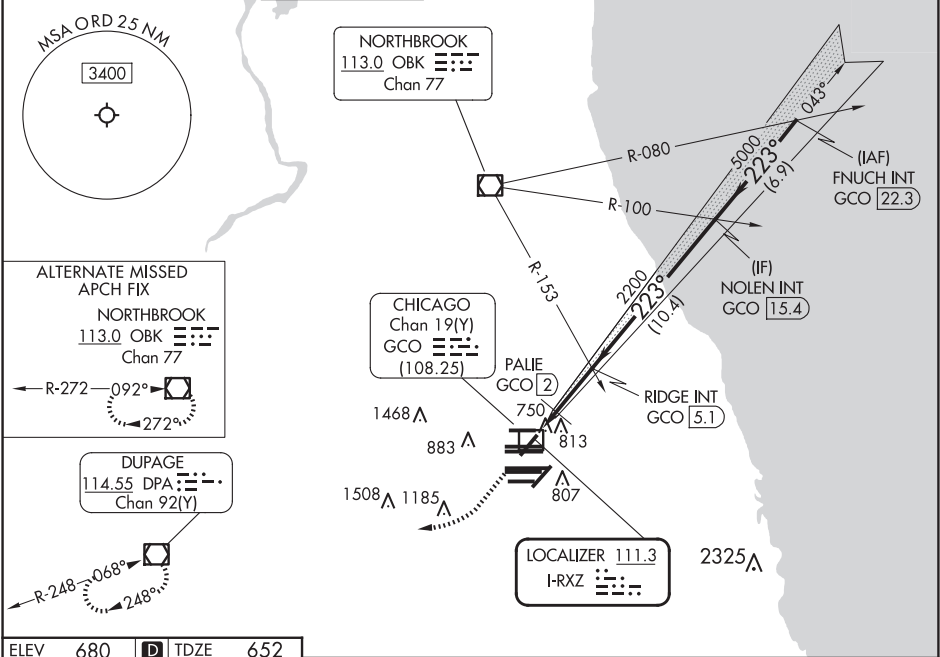 MSA ORD 25 NM
3400
NORTHBROOK
113.0 OBK
Chan 77
R-080
R-100
R-153
043°
5000
223°
(6.9)
(IAF)
FNUCH INT
GCO 22.3
(IF)
NOLEN INT
GCO 15.4
2200
223°
(10.4)
RIDGE INT
GCO 5.1
ALTERNATE MISSED
APCH FIX
NORTHBROOK
113.0 OBK
Chan 77
R-272
092°
272°
CHICAGO
Chan 19(Y)
GCO
(108.25)
PALIE
GCO 2
750
813
1468
883
1508
1185
807
2325
DUPAGE
114.55 DPA
Chan 92(Y)
R-248
068°
248°
LOCALIZER 111.3
I-RXZ
ELEV 680 D TDZE 652